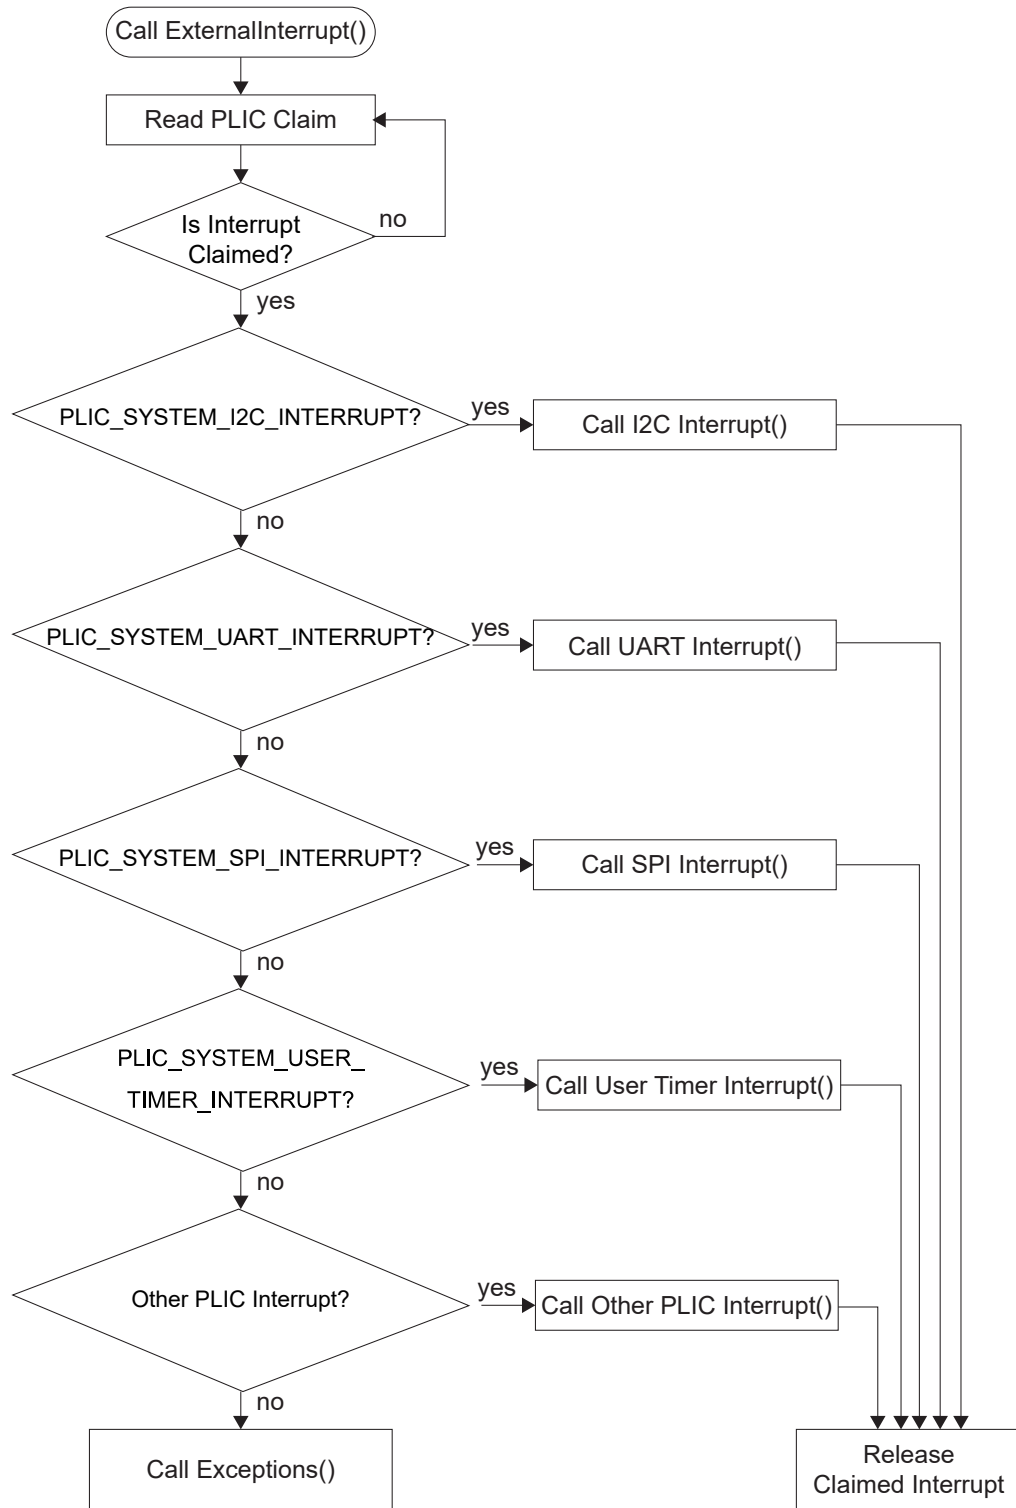 Call ExternalInterrupt()
Read PLIC Claim
Is Interrupt
Claimed?
no
yes
PLIC_SYSTEM_I2C_INTERRUPT?
yes
Call I2C Interrupt()
no
PLIC_SYSTEM_UART_INTERRUPT?
yes
Call UART Interrupt()
no
PLIC_SYSTEM_SPI_INTERRUPT?
yes
Call SPI Interrupt()
no
PLIC_SYSTEM_USER_
TIMER_INTERRUPT?
yes
Call User Timer Interrupt()
no
Other PLIC Interrupt?
yes
Call Other PLIC Interrupt()
no
Call Exceptions()
Release
Claimed Interrupt